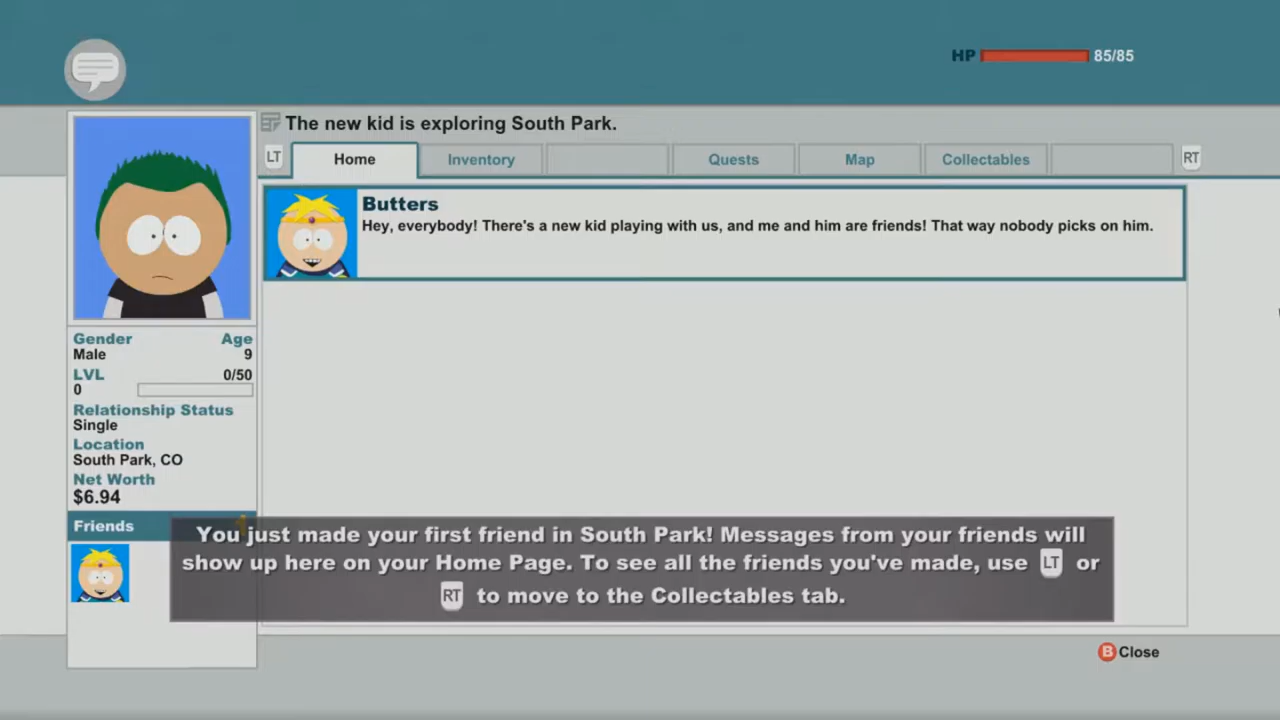 HP 85/85
The new kid is exploring South Park.
LT Home Inventory Quests Map Collectables RT
Butters
Hey, everybody! There's a new kid playing with us, and me and him are friends! That way nobody picks on him.
Gender Age
Male 9
LVL 0/50
0
Relationship Status
Single
Location
South Park, CO
Net Worth
$6.94
Friends 1
You just made your first friend in South Park! Messages from your friends will
show up here on your Home Page. To see all the friends you've made, use LT or
RT to move to the Collectables tab.
B Close